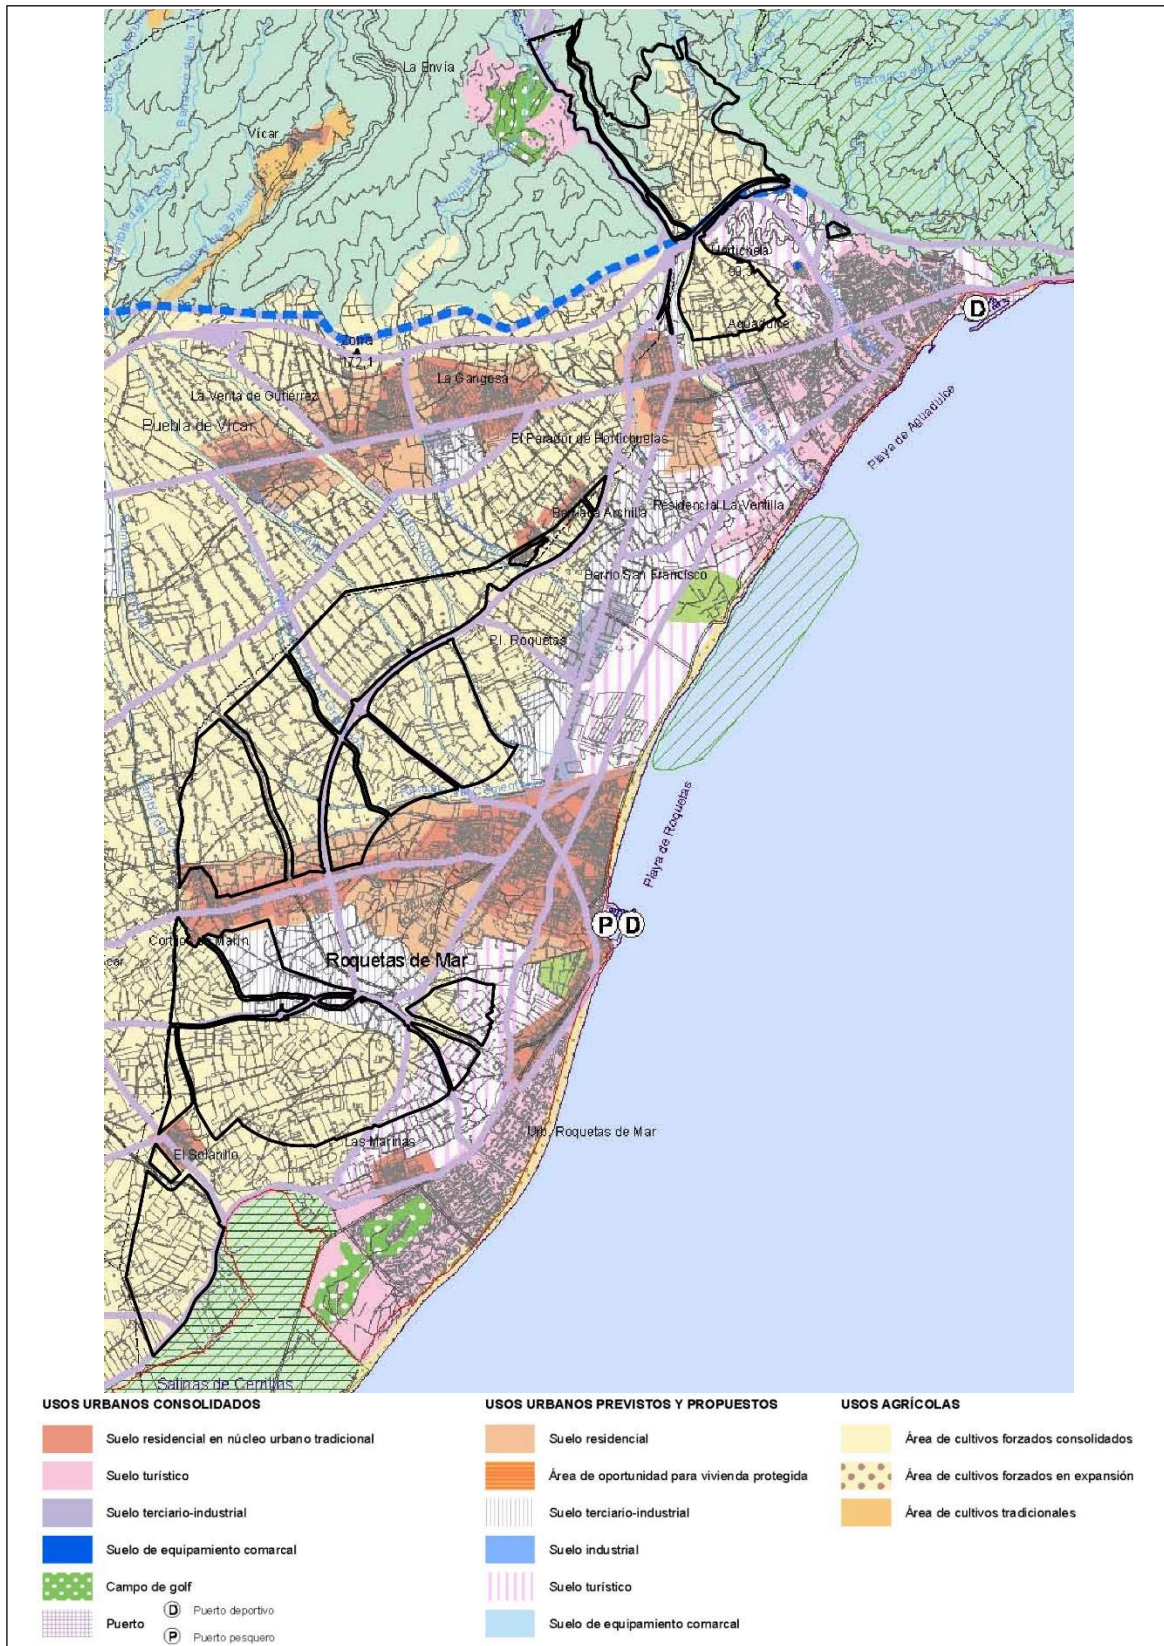 La Envía
Vícar
Hortichela
Aguadulce
D
72,1
La Gangosa
La Venta de Gutiérrez
Puebla de Vícar
El Parador de Hortichuelas
Playa de Aguadulce
Residencial La Ventilla
Barrio San Francisco
P.I. Roquetas
Playa de Roquetas
P D
Roquetas de Mar
Urb. Roquetas de Mar
Las Marinas
El Solanillo
Salinas de Cerrillos
USOS URBANOS CONSOLIDADOS
Suelo residencial en núcleo urbano tradicional
Suelo turístico
Suelo terciario-industrial
Suelo de equipamiento comarcal
Campo de golf
Puerto
D Puerto deportivo
P Puerto pesquero
USOS URBANOS PREVISTOS Y PROPUESTOS
Suelo residencial
Área de oportunidad para vivienda protegida
Suelo terciario-industrial
Suelo industrial
Suelo turístico
Suelo de equipamiento comarcal
USOS AGRÍCOLAS
Área de cultivos forzados consolidados
Área de cultivos forzados en expansión
Área de cultivos tradicionales